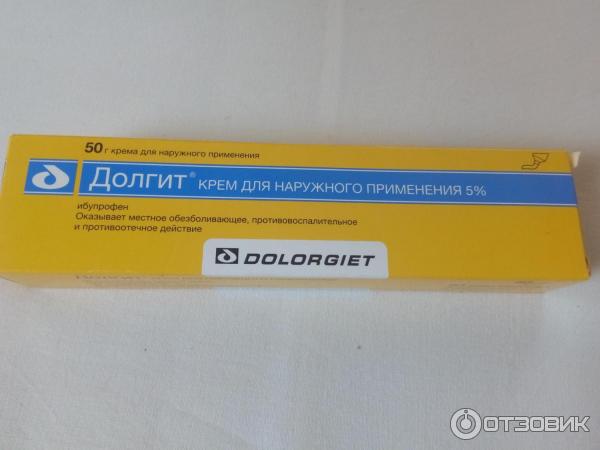 50 г крема для наружного применения
Долгит® КРЕМ ДЛЯ НАРУЖНОГО ПРИМЕНЕНИЯ 5%
ибупрофен
Оказывает местное обезболивающее, противовоспалительное
и противоотечное действие
DOLORGIET
ОТЗОВИК